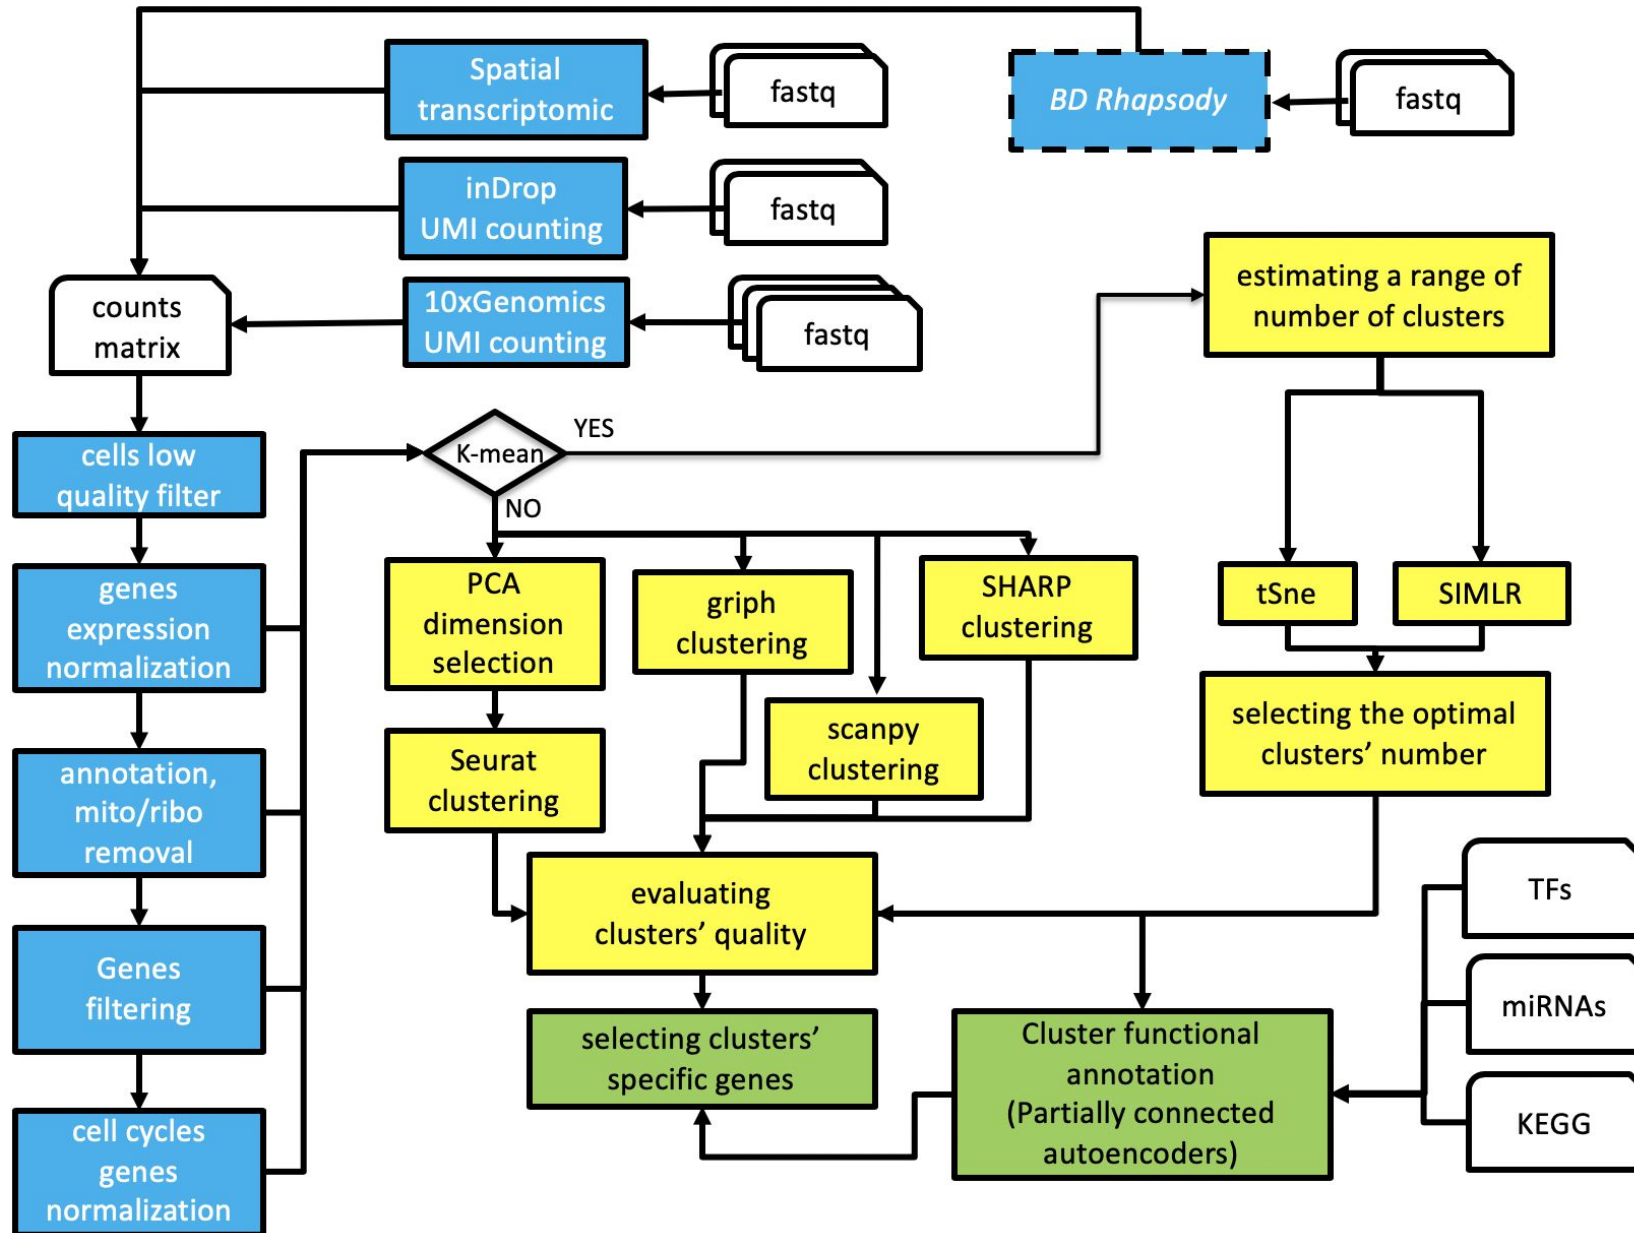 Spatial
transcriptomic
fastq
BD Rhapsody
fastq
inDrop
UMI counting
fastq
counts
matrix
10xGenomics
UMI counting
fastq
estimating a range of
number of clusters
cells low
quality filter
K-mean
YES
NO
genes
expression
normalization
PCA
dimension
selection
griph
clustering
SHARP
clustering
tSne
SIMLR
annotation,
mito/ribo
removal
Seurat
clustering
scanpy
clustering
selecting the optimal
clusters’ number
evaluating
clusters’ quality
TFs
Genes
filtering
selecting clusters’
specific genes
Cluster functional
annotation
(Partially connected
autoencoders)
miRNAs
KEGG
cell cycles
genes
normalization